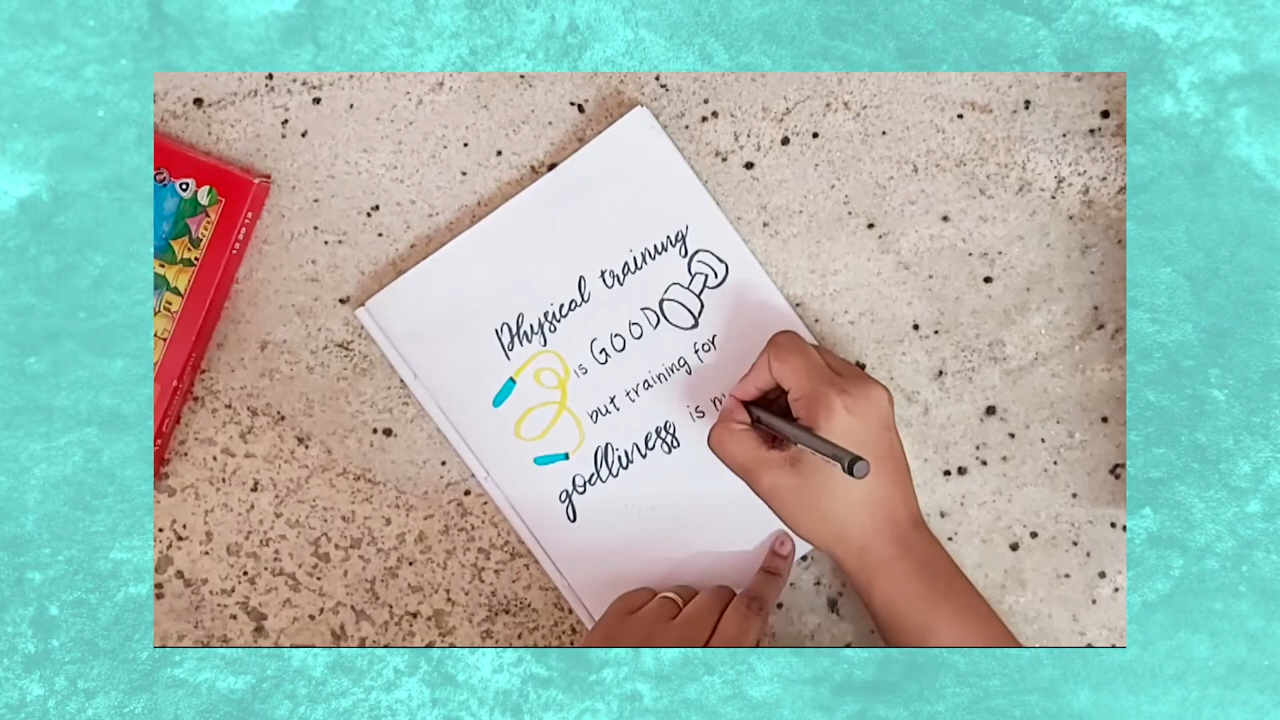 Physical training
is GOOD
but training for
godliness is